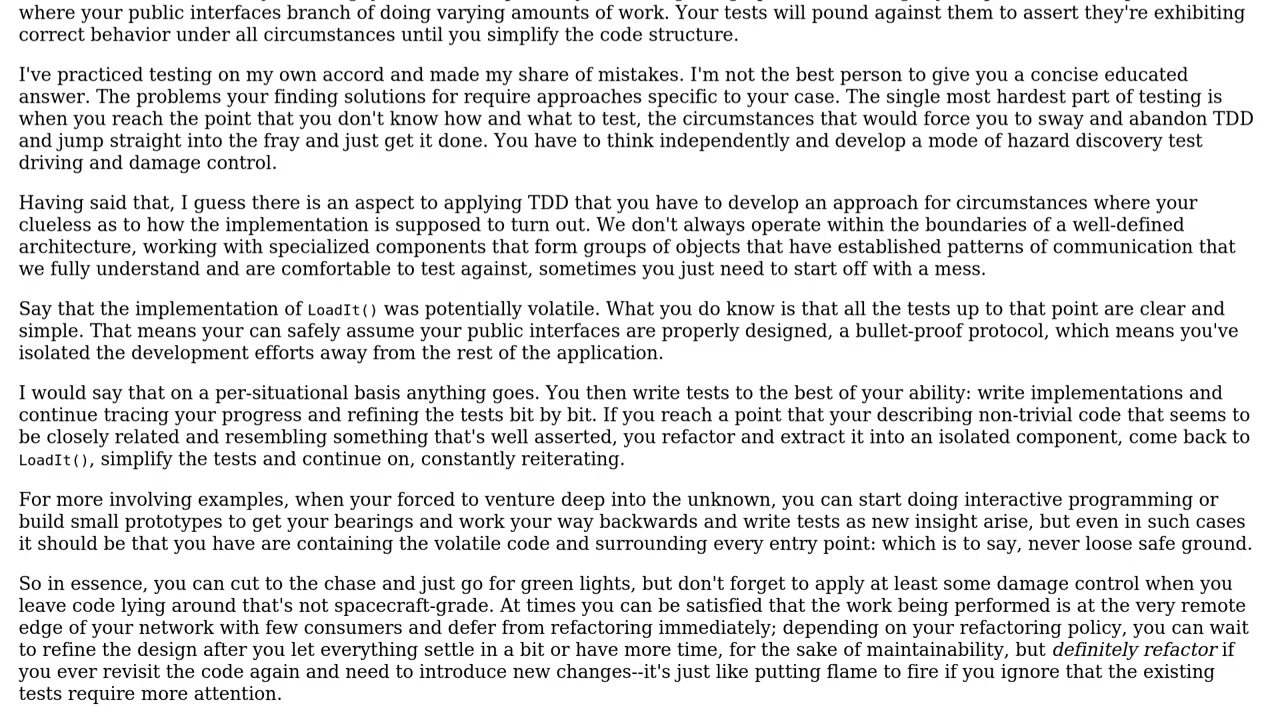 where your public interfaces branch of doing varying amounts of work. Your tests will pound against them to assert they're exhibiting
correct behavior under all circumstances until you simplify the code structure.
I've practiced testing on my own accord and made my share of mistakes. I'm not the best person to give you a concise educated
answer. The problems your finding solutions for require approaches specific to your case. The single most hardest part of testing is
when you reach the point that you don't know how and what to test, the circumstances that would force you to sway and abandon TDD
and jump straight into the fray and just get it done. You have to think independently and develop a mode of hazard discovery test
driving and damage control.
Having said that, I guess there is an aspect to applying TDD that you have to develop an approach for circumstances where your
clueless as to how the implementation is supposed to turn out. We don't always operate within the boundaries of a well-defined
architecture, working with specialized components that form groups of objects that have established patterns of communication that
we fully understand and are comfortable to test against, sometimes you just need to start off with a mess.
Say that the implementation of LoadIt() was potentially volatile. What you do know is that all the tests up to that point are clear and
simple. That means your can safely assume your public interfaces are properly designed, a bullet-proof protocol, which means you've
isolated the development efforts away from the rest of the application.
I would say that on a per-situational basis anything goes. You then write tests to the best of your ability: write implementations and
continue tracing your progress and refining the tests bit by bit. If you reach a point that your describing non-trivial code that seems to
be closely related and resembling something that's well asserted, you refactor and extract it into an isolated component, come back to
LoadIt(), simplify the tests and continue on, constantly reiterating.
For more involving examples, when your forced to venture deep into the unknown, you can start doing interactive programming or
build small prototypes to get your bearings and work your way backwards and write tests as new insight arise, but even in such cases
it should be that you have are containing the volatile code and surrounding every entry point: which is to say, never loose safe ground.
So in essence, you can cut to the chase and just go for green lights, but don't forget to apply at least some damage control when you
leave code lying around that's not spacecraft-grade. At times you can be satisfied that the work being performed is at the very remote
edge of your network with few consumers and defer from refactoring immediately; depending on your refactoring policy, you can wait
to refine the design after you let everything settle in a bit or have more time, for the sake of maintainability, but definitely refactor if
you ever revisit the code again and need to introduce new changes--it's just like putting flame to fire if you ignore that the existing
tests require more attention.